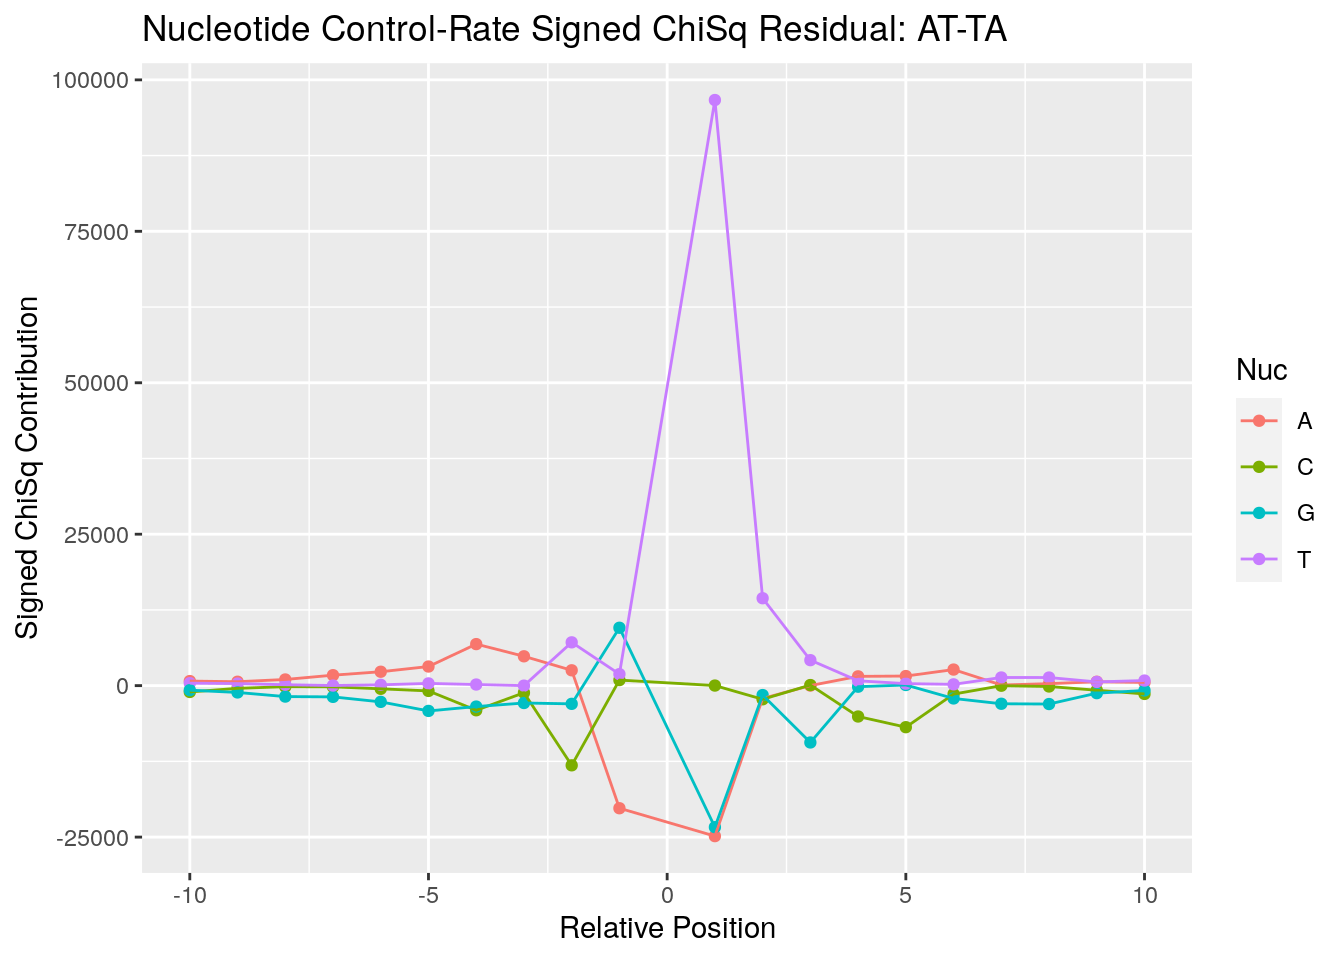 Nucleotide Control-Rate Signed ChiSq Residual: AT-TA
100000
75000
50000
25000
0
-25000
Signed ChiSq Contribution
-10
-5
0
5
10
Relative Position
Nuc
A
C
G
T